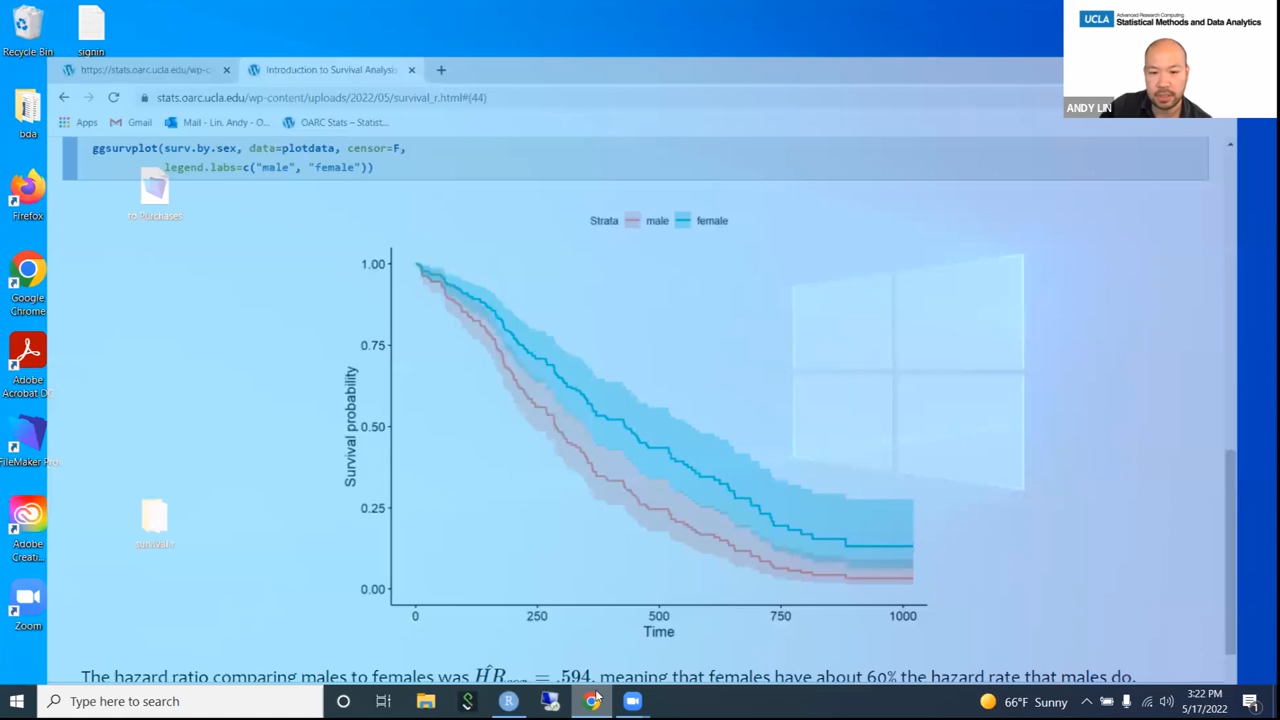 Recycle Bin
signin
bda
Firefox
Google
Chrome
Adobe
Acrobat DC
FileMaker Pro
Adobe
Creati...
Zoom
https://stats.oarc.ucla.edu/wp-c
Introduction to Survival Analysis
stats.oarc.ucla.edu/wp-content/uploads/2022/05/survival_r.html#(44)
Apps
Gmail
Mail - Lin, Andy - O...
OARC Stats – Statist...
UCLA
Advanced Research Computing
Statistical Methods and Data Analytics
ANDY LIN
ggsurvplot(surv.by.sex, data=plotdata, censor=F,
legend.labs=c("male", "female"))
Purchases
Strata male female
1.00
0.75
0.50
0.25
0.00
Survival probability
0 250 500 750 1000
Time
The hazard ratio comparing males to females was = .594, meaning that females have about 60% the hazard rate that males do.
Type here to search
66°F Sunny
3:22 PM
5/17/2022